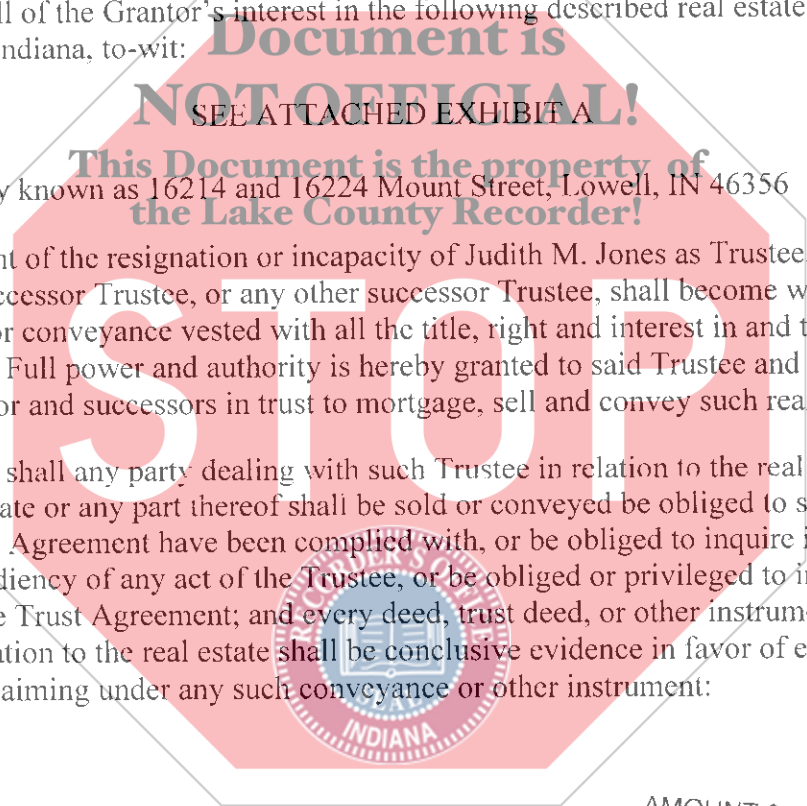 ll of the Grantor's interest in the following described real estate
ndiana, to-wit:
Document is
NOT OFFICIAL!
SEE ATTACHED EXHIBIT A
This Document is the property of
the Lake County Recorder!
y known as 16214 and 16224 Mount Street, Lowell, IN 46356
nt of the resignation or incapacity of Judith M. Jones as Trustee,
ccessor Trustee, or any other successor Trustee, shall become w
or conveyance vested with all the title, right and interest in and t
Full power and authority is hereby granted to said Trustee and
or and successors in trust to mortgage, sell and convey such rea
STOP
shall any party dealing with such Trustee in relation to the real
ate or any part thereof shall be sold or conveyed be obliged to s
Agreement have been complied with, or be obliged to inquire i
diency of any act of the Trustee, or be obliged or privileged to in
e Trust Agreement; and every deed, trust deed, or other instrum
ation to the real estate shall be conclusive evidence in favor of e
aiming under any such conveyance or other instrument:
RECORDER'S OFFICE
SEAL
INDIANA
AMOUNT